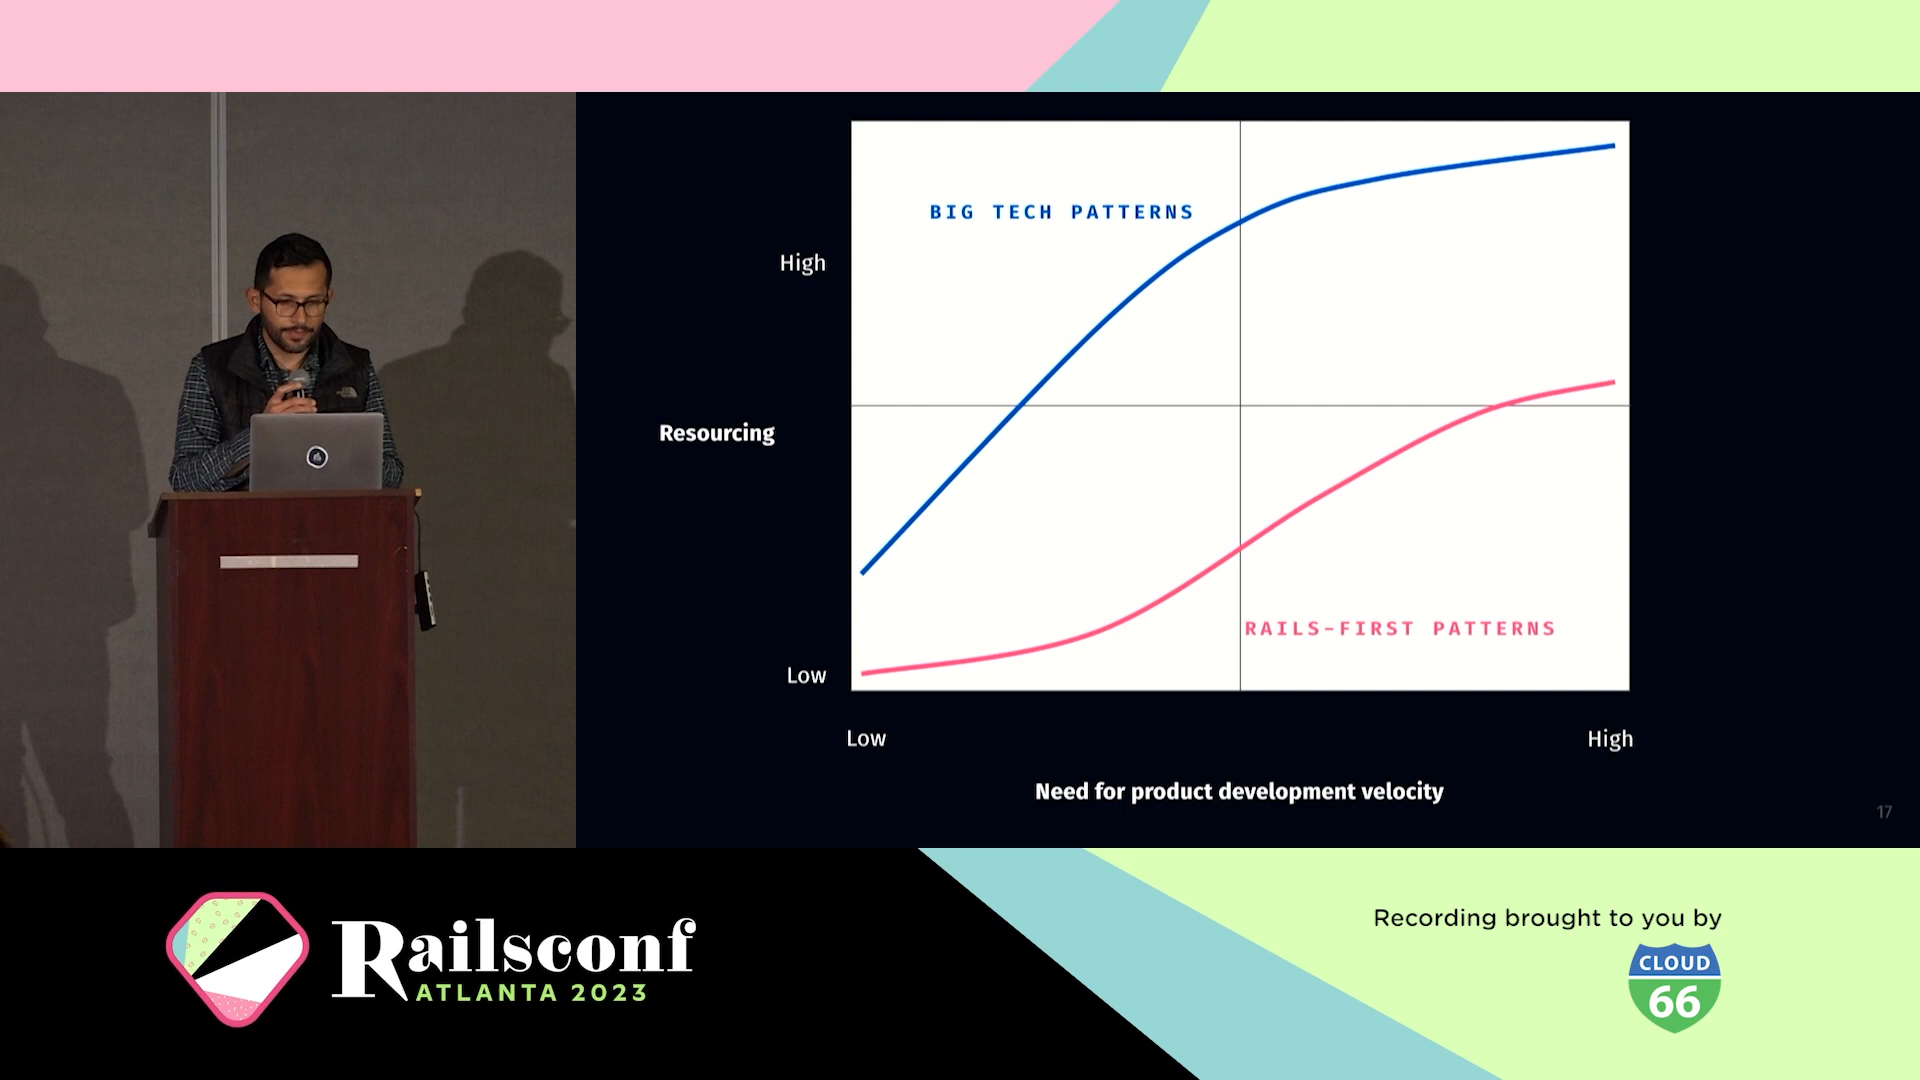 BIG TECH PATTERNS
High
Resourcing
RAILS-FIRST PATTERNS
Low
Low
High
Need for product development velocity
17
Railsconf
ATLANTA 2023
Recording brought to you by
CLOUD
66